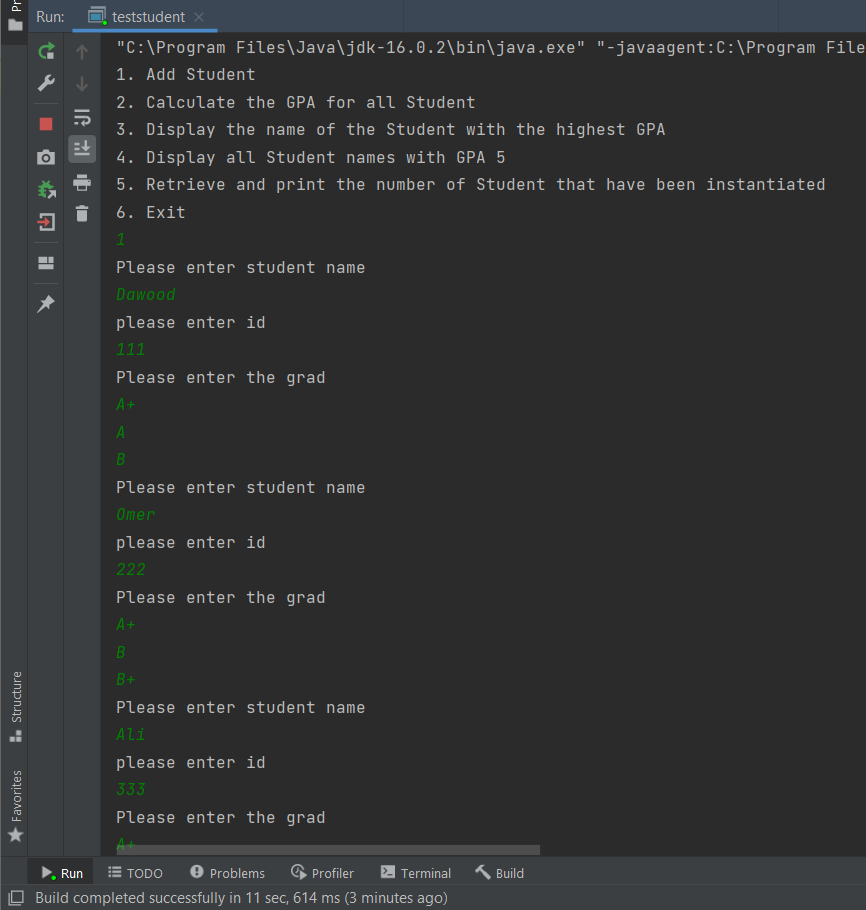 Pr
Run: teststudent
"C:\Program Files\Java\jdk-16.0.2\bin\java.exe" "-javaagent:C:\Program File
1. Add Student
2. Calculate the GPA for all Student
3. Display the name of the Student with the highest GPA
4. Display all Student names with GPA 5
5. Retrieve and print the number of Student that have been instantiated
6. Exit
1
Please enter student name
Dawood
please enter id
111
Please enter the grad
A+
A
B
Please enter student name
Omer
please enter id
222
Please enter the grad
A+
B
B+
Please enter student name
Ali
please enter id
333
Please enter the grad
A+
Structure
Favorites
Run TODO Problems Profiler Terminal Build
Build completed successfully in 11 sec, 614 ms (3 minutes ago)